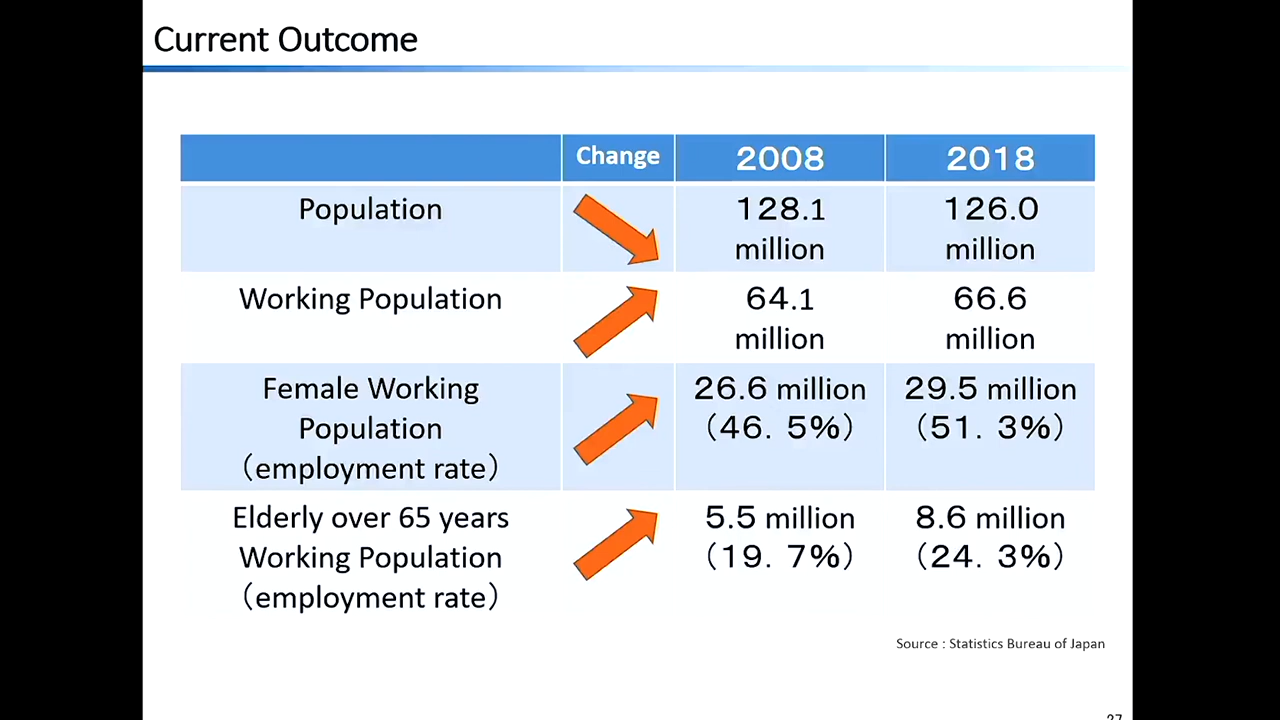 Current Outcome
Change 2008 2018
Population 128.1 126.0
million million
Working Population 64.1 66.6
million million
Female Working 26.6 million 29.5 million
Population （46．5%） （51．3%）
（employment rate）
Elderly over 65 years 5.5 million 8.6 million
Working Population （19．7%） （24．3%）
（employment rate）
Source : Statistics Bureau of Japan
27